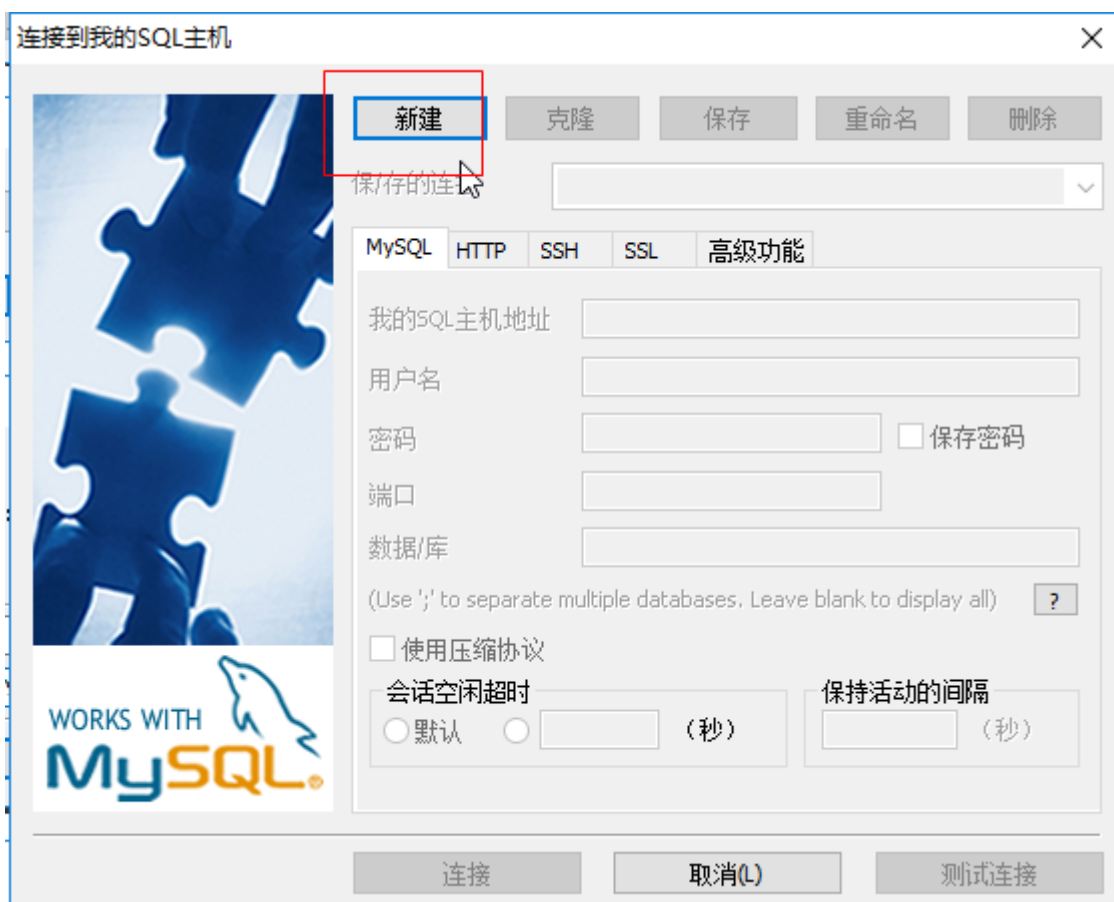 连接到我的SQL主机
新建 克隆 保存 重命名 删除
保/存的连
MySQL HTTP SSH SSL 高级功能
我的SQL主机地址
用户名
密码 保存密码
端口
数据/库
(Use ';' to separate multiple databases. Leave blank to display all) ?
使用压缩协议
会话空闲超时 保持活动的间隔
默认 (秒) (秒)
WORKS WITH
MySQL®
连接 取消(L) 测试连接